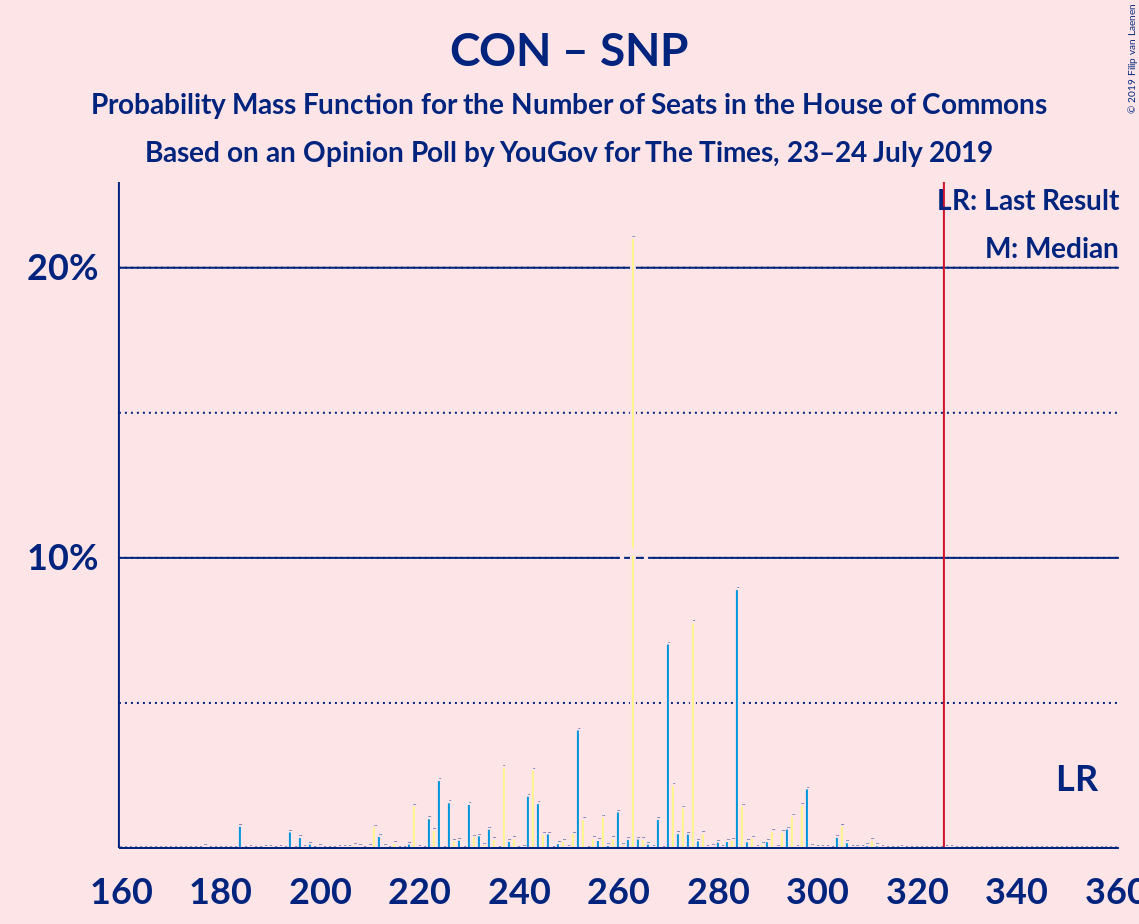 CON – SNP
Probability Mass Function for the Number of Seats in the House of Commons
Based on an Opinion Poll by YouGov for The Times, 23–24 July 2019
© 2019 Filip van Laenen
LR: Last Result
M: Median
20%
10%
LR
160 180 200 220 240 260 280 300 320 340 360